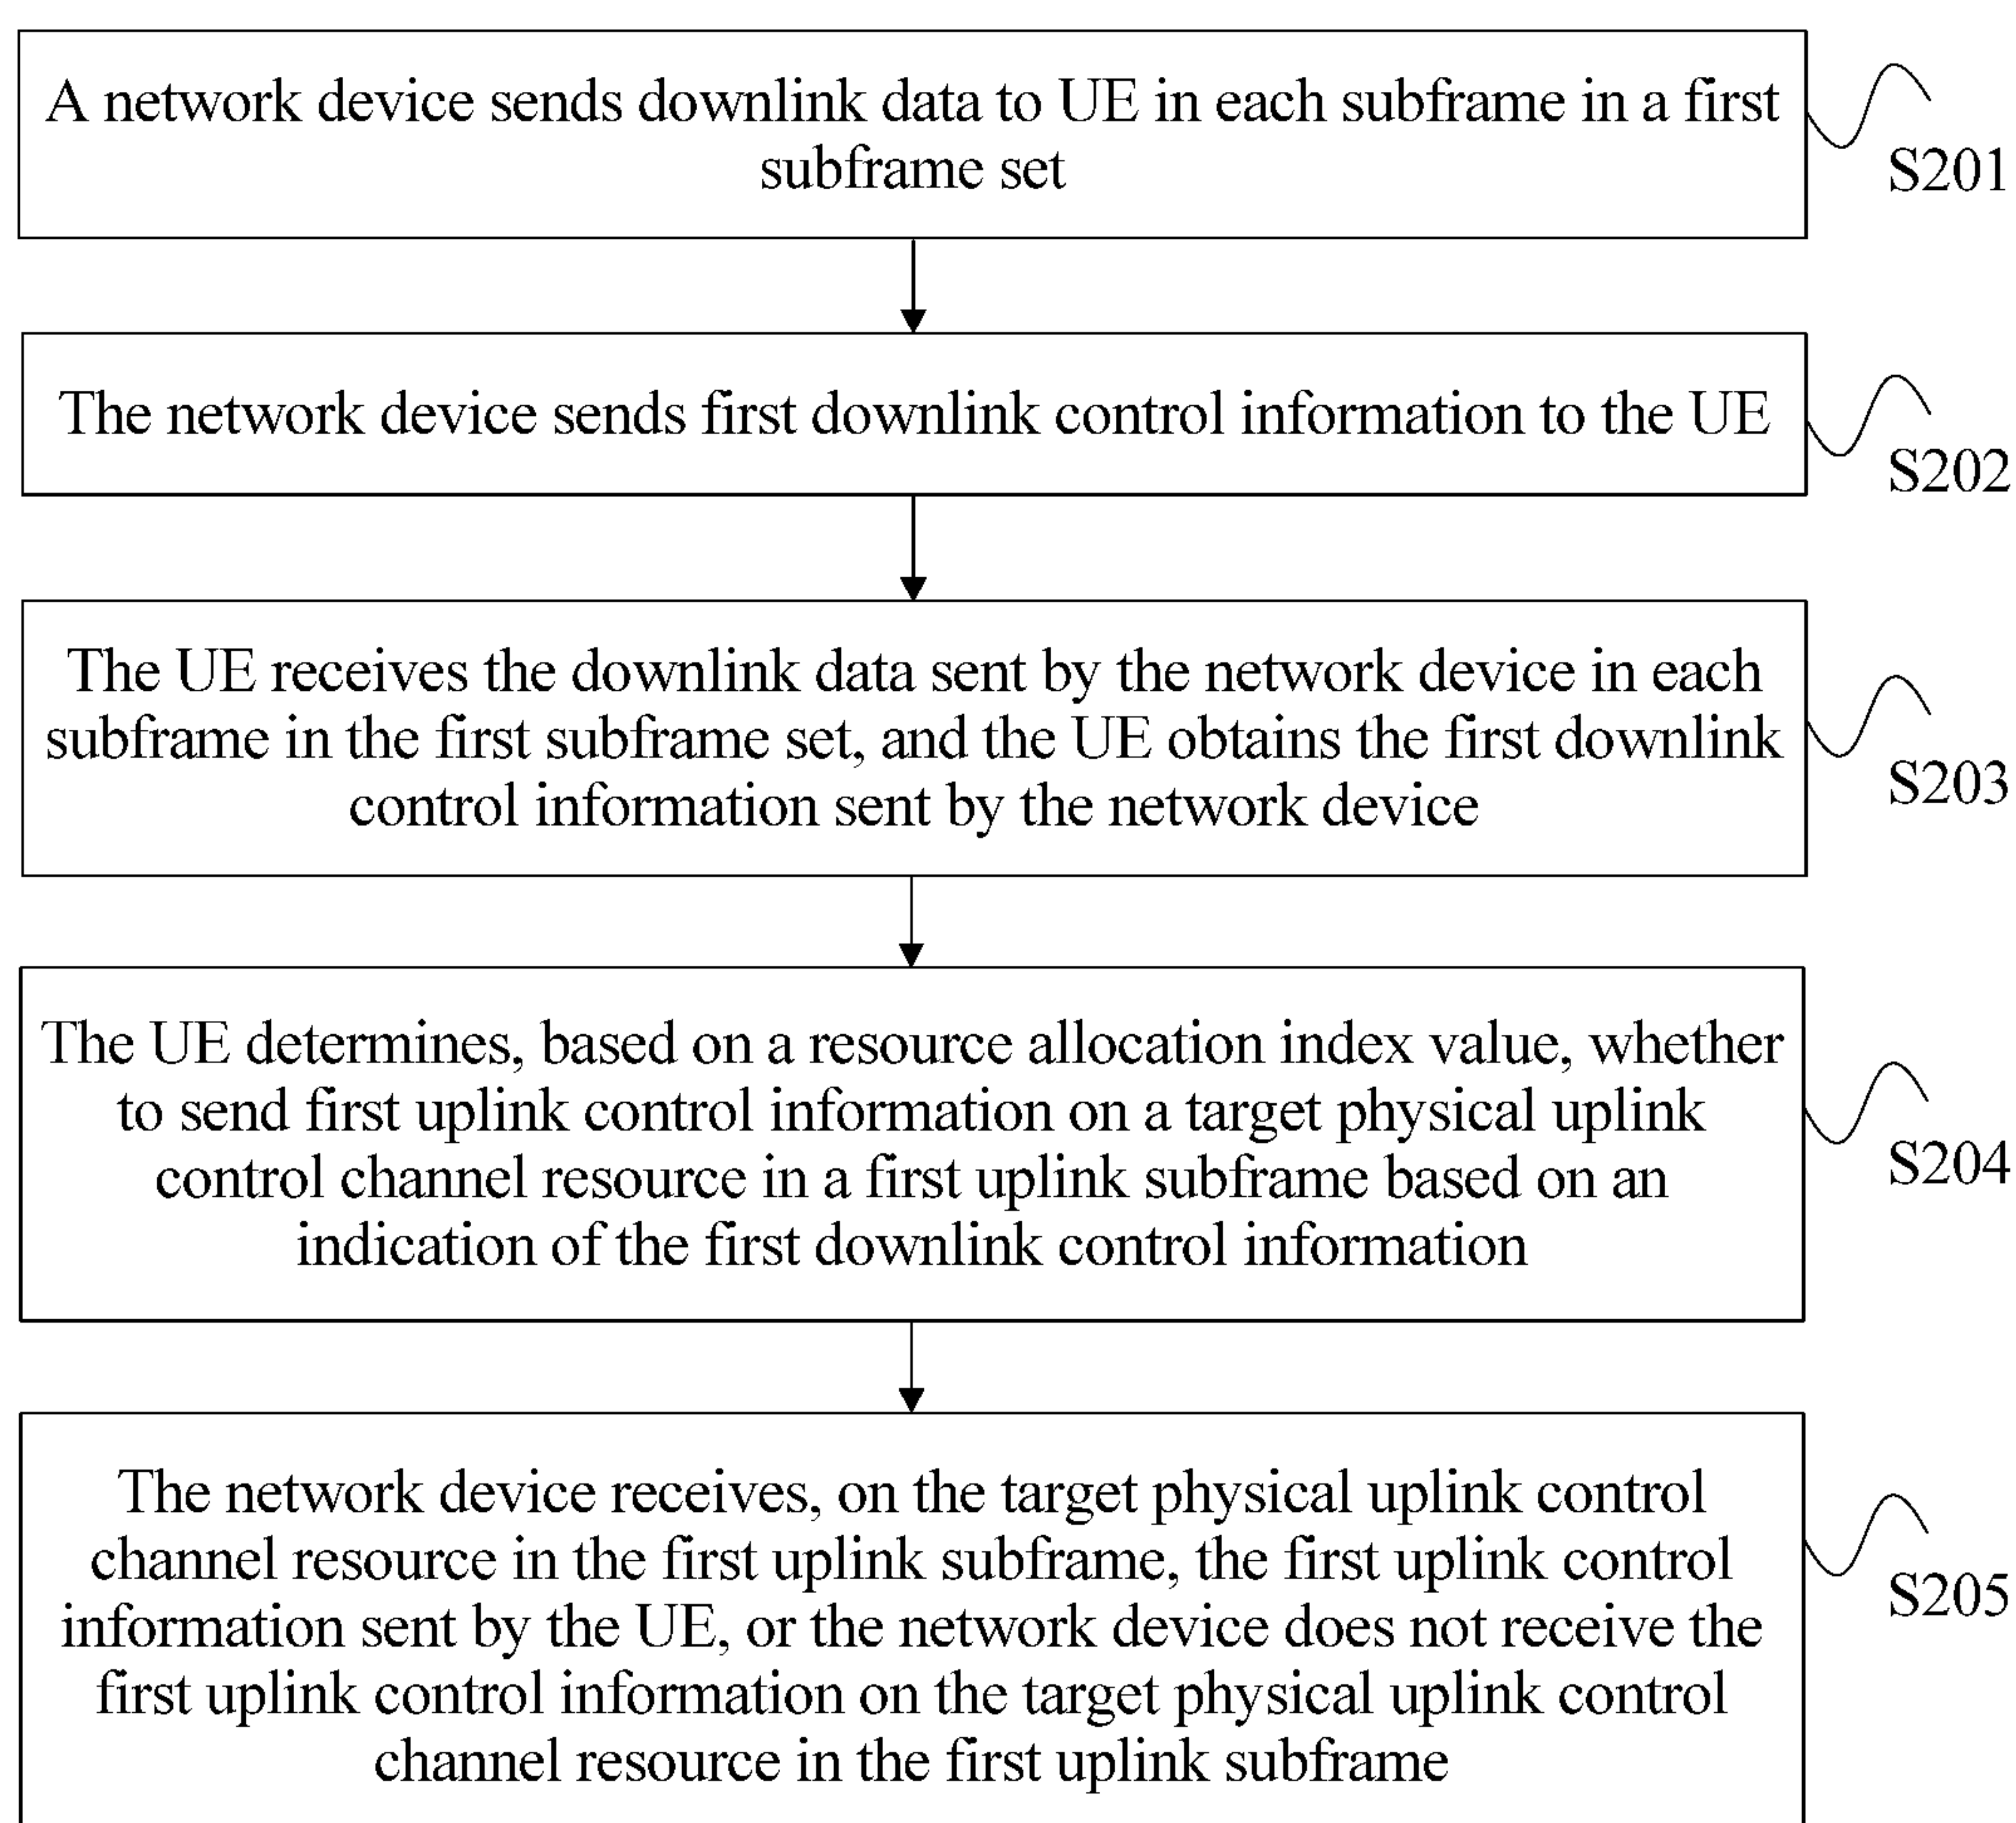 A network device sends downlink data to UE in each subframe in a first
subframe set
S201
The network device sends first downlink control information to the UE
S202
The UE receives the downlink data sent by the network device in each
subframe in the first subframe set, and the UE obtains the first downlink
control information sent by the network device
S203
The UE determines, based on a resource allocation index value, whether
to send first uplink control information on a target physical uplink
control channel resource in a first uplink subframe based on an
indication of the first downlink control information
S204
The network device receives, on the target physical uplink control
channel resource in the first uplink subframe, the first uplink control
information sent by the UE, or the network device does not receive the
first uplink control information on the target physical uplink control
channel resource in the first uplink subframe
S205